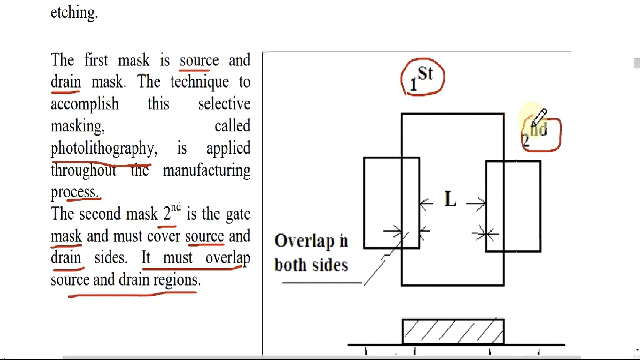 etching.
The first mask is source and
drain mask. The technique to
accomplish this selective
masking, called
photolithography, is applied
throughout the manufacturing
process.
The second mask 2nd is the gate
mask and must cover source and
drain sides. It must overlap
source and drain regions.
1St
2nd
L
Overlap in
both sides